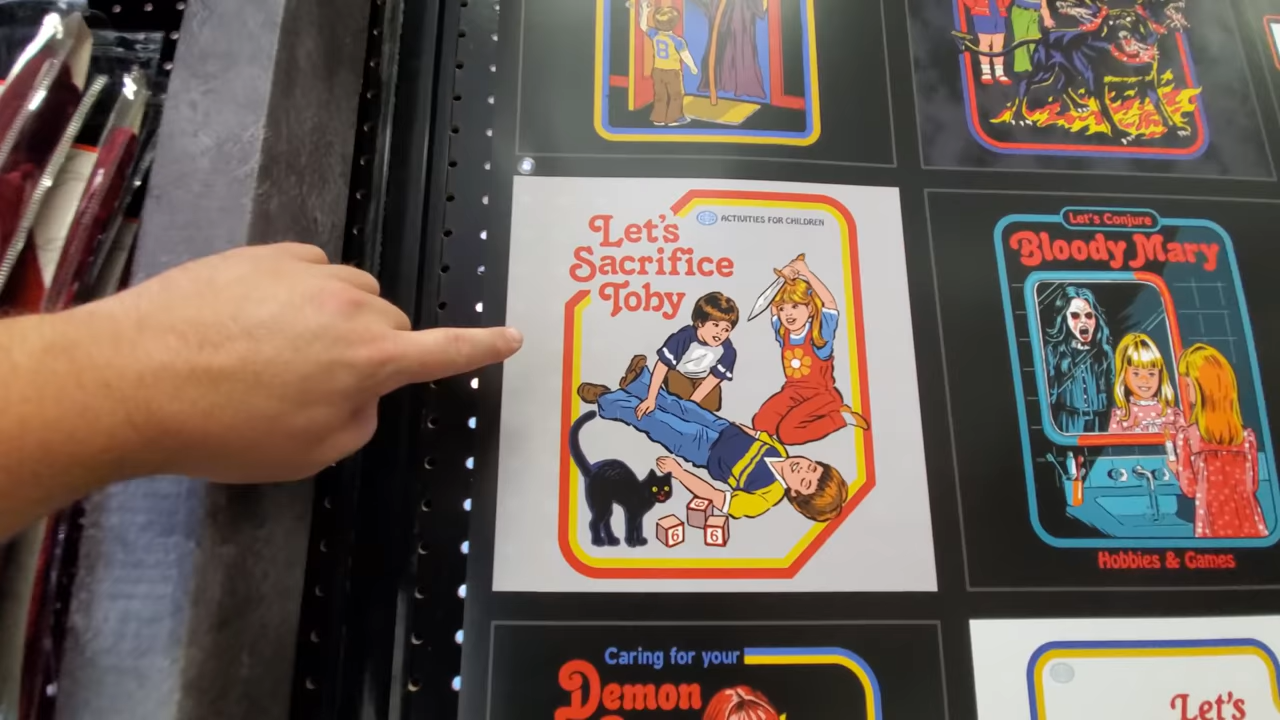 8
Let's
Sacrifice
Toby
ACTIVITIES FOR CHILDREN
6
6
6
Let's Conjure
Bloody Mary
Hobbies & Games
Caring for your
Demon
Let's